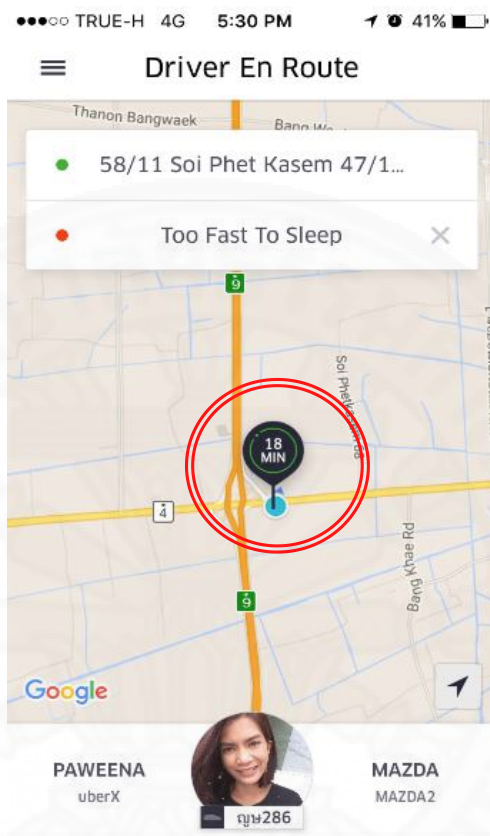 TRUE-H 4G 5:30 PM 41%
Driver En Route
Thanon Bangwaek
58/11 Soi Phet Kasem 47/1...
Too Fast To Sleep
9
18
MIN
4
Bang Khae Rd
9
Google
PAWEENA
uberX
ญษ286
MAZDA
MAZDA2